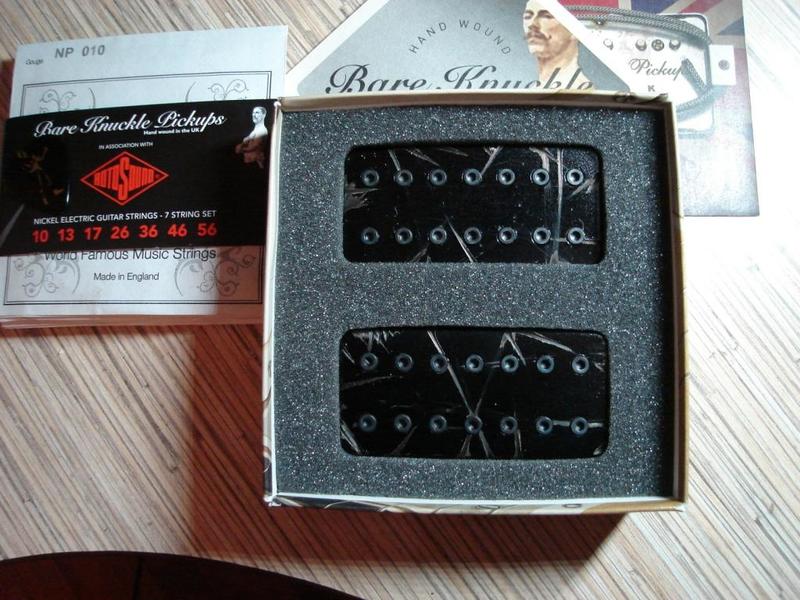 Gauge NP 010
Bare Knuckle Pickups
Hand wound in the UK
IN ASSOCIATION WITH
ROTOSOUND
NICKEL ELECTRIC GUITAR STRINGS - 7 STRING SET
10 13 17 26 36 46 56
World Famous Music Strings
Made in England
HAND WOUND
Bare Knuckle
Pickup
K